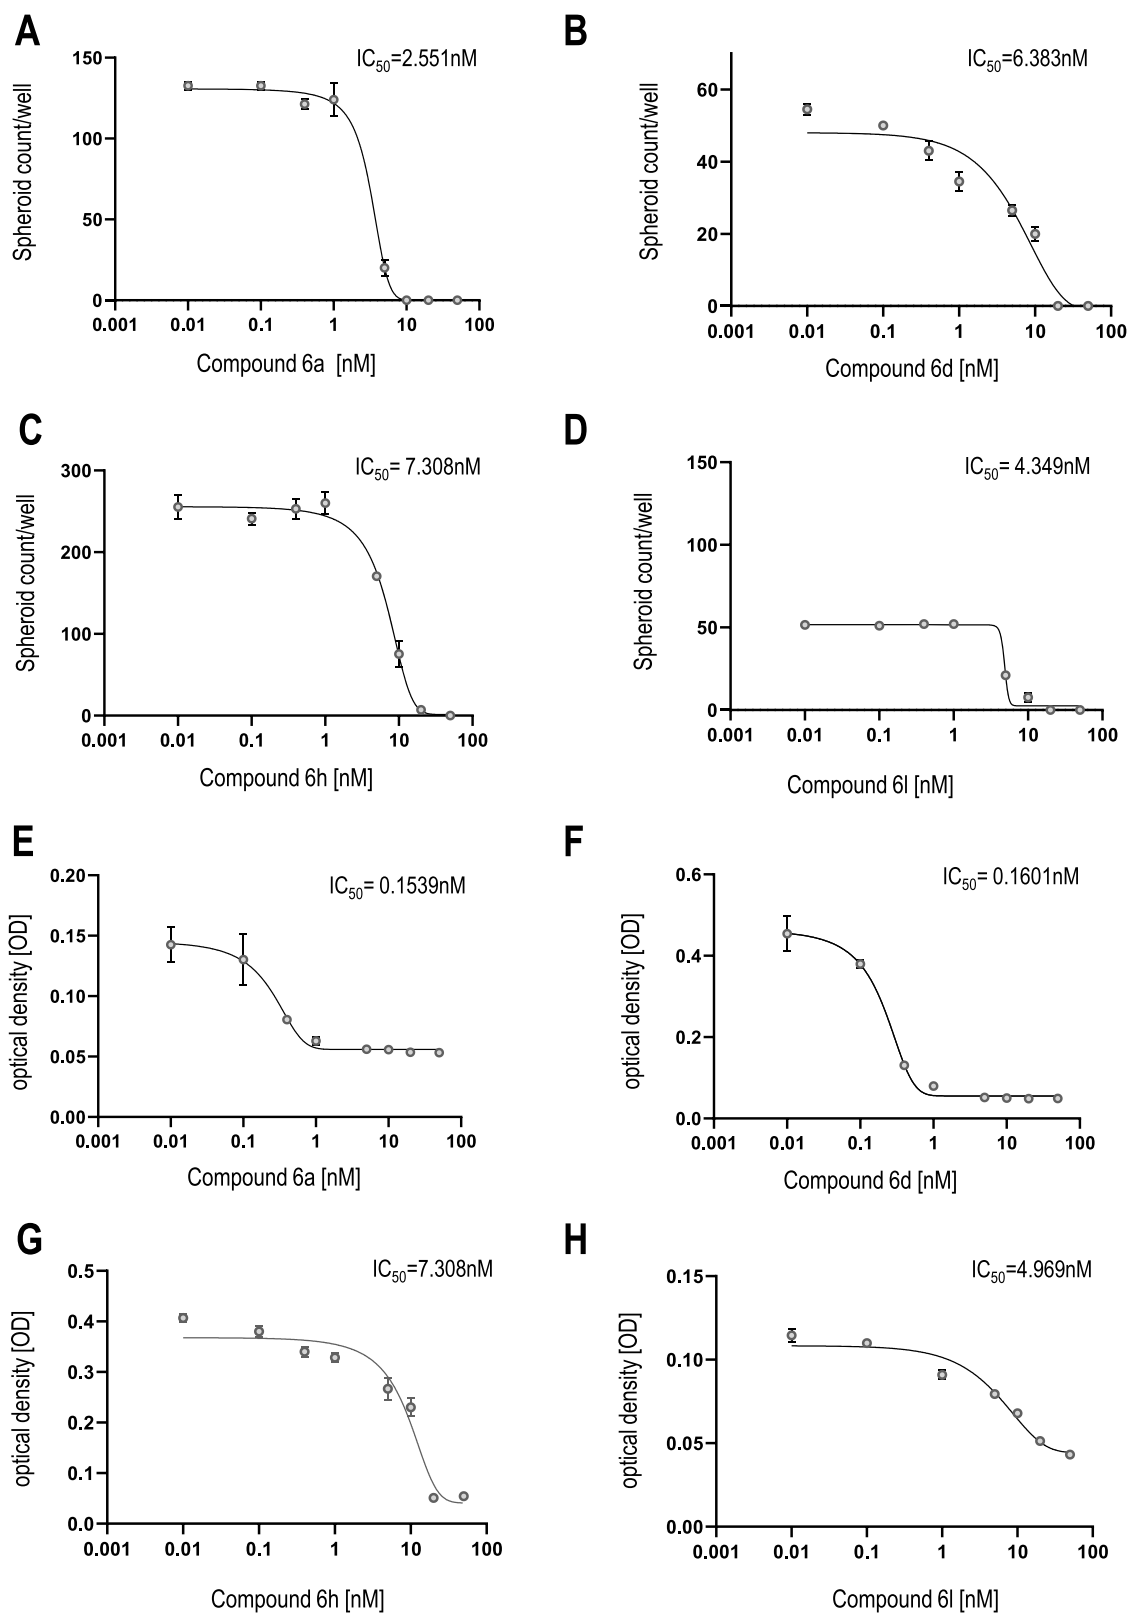 A
IC50=2.551nM
Spheroid count/well
150
100
50
0
0.001 0.01 0.1 1 10 100
Compound 6a [nM]
B
IC50=6.383nM
Spheroid count/well
60
40
20
0
0.001 0.01 0.1 1 10 100
Compound 6d [nM]
C
IC50= 7.308nM
Spheroid count/well
300
200
100
0
0.001 0.01 0.1 1 10 100
Compound 6h [nM]
D
IC50= 4.349nM
Spheroid count/well
150
100
50
0
0.001 0.01 0.1 1 10 100
Compound 6l [nM]
E
IC50= 0.1539nM
optical density [OD]
0.20
0.15
0.10
0.05
0.00
0.001 0.01 0.1 1 10 100
Compound 6a [nM]
F
IC50= 0.1601nM
optical density [OD]
0.6
0.4
0.2
0.0
0.001 0.01 0.1 1 10 100
Compound 6d [nM]
G
IC50=7.308nM
optical density [OD]
0.5
0.4
0.3
0.2
0.1
0.0
0.001 0.01 0.1 1 10 100
Compound 6h [nM]
H
IC50=4.969nM
optical density [OD]
0.15
0.10
0.05
0.00
0.001 0.01 0.1 1 10 100
Compound 6l [nM]